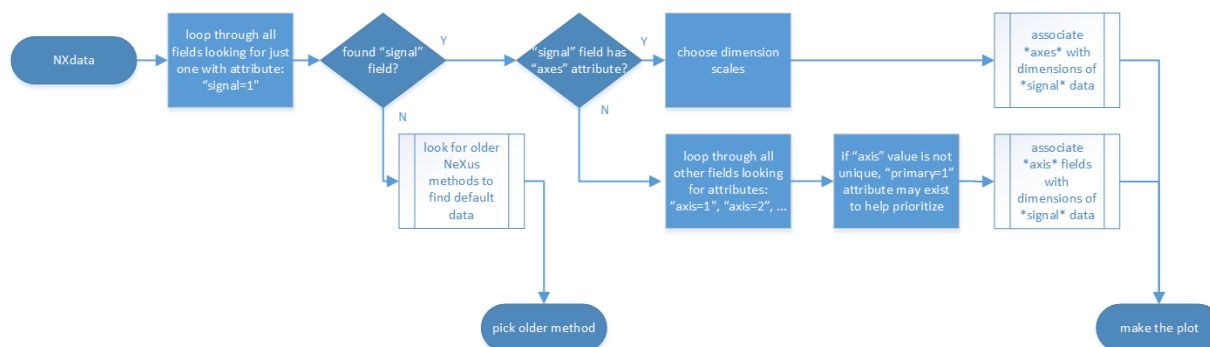 NXdata
loop through all
fields looking for just
one with attribute:
“signal=1"
found “signal”
field?
Y
N
“signal” field has
“axes” attribute?
Y
N
choose dimension
scales
associate
*axes* with
dimensions of
*signal* data
look for older
NeXus
methods to
find default
data
loop through all
other fields looking
for attributes:
“axis=1", “axis=2”, ...
if “axis” value is not
unique, “primary=1”
attribute may exist
to help prioritize
associate
*axis* fields
with
dimensions of
*signal* data
pick older method
make the plot